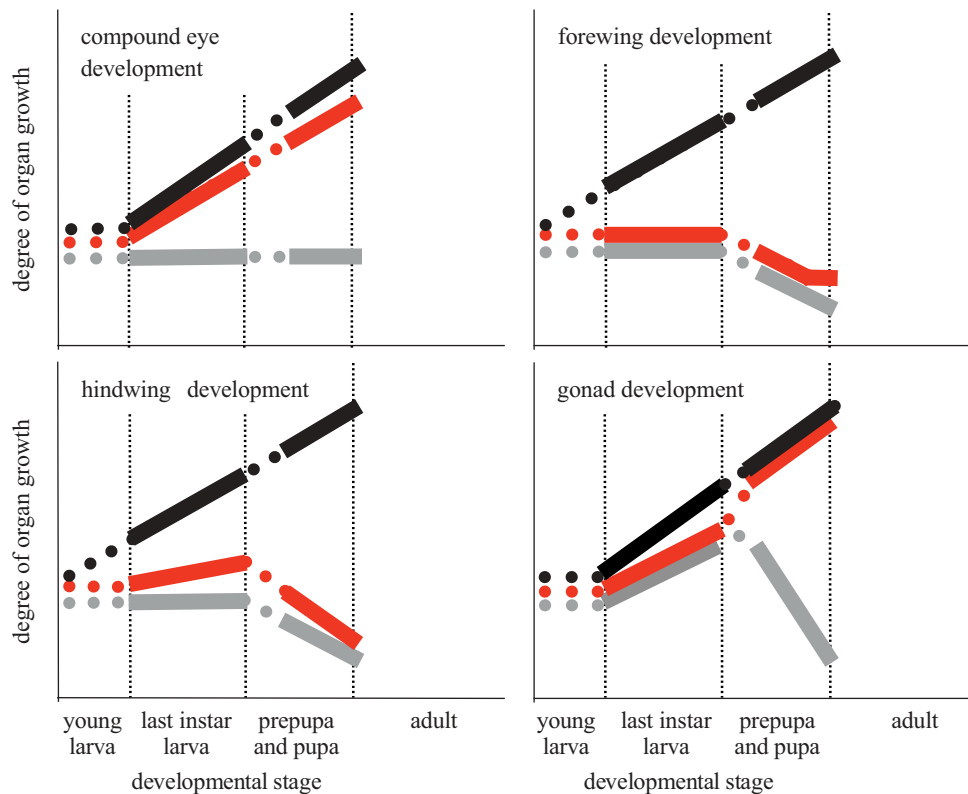 compound eye
development
forewing development
degree of organ growth
hindwing development
gonad development
degree of organ growth
young
larva
last instar
larva
prepupa
and pupa
adult
developmental stage
young
larva
last instar
larva
prepupa
and pupa
adult
developmental stage